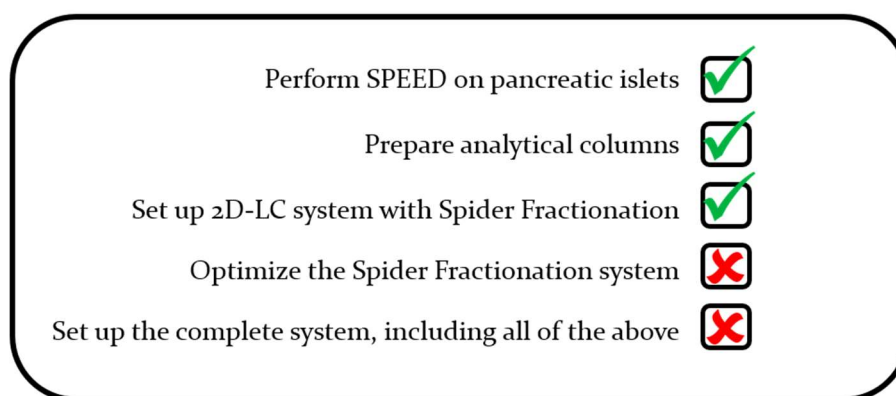 Perform SPEED on pancreatic islets
Prepare analytical columns
Set up 2D-LC system with Spider Fractionation
Optimize the Spider Fractionation system
Set up the complete system, including all of the above